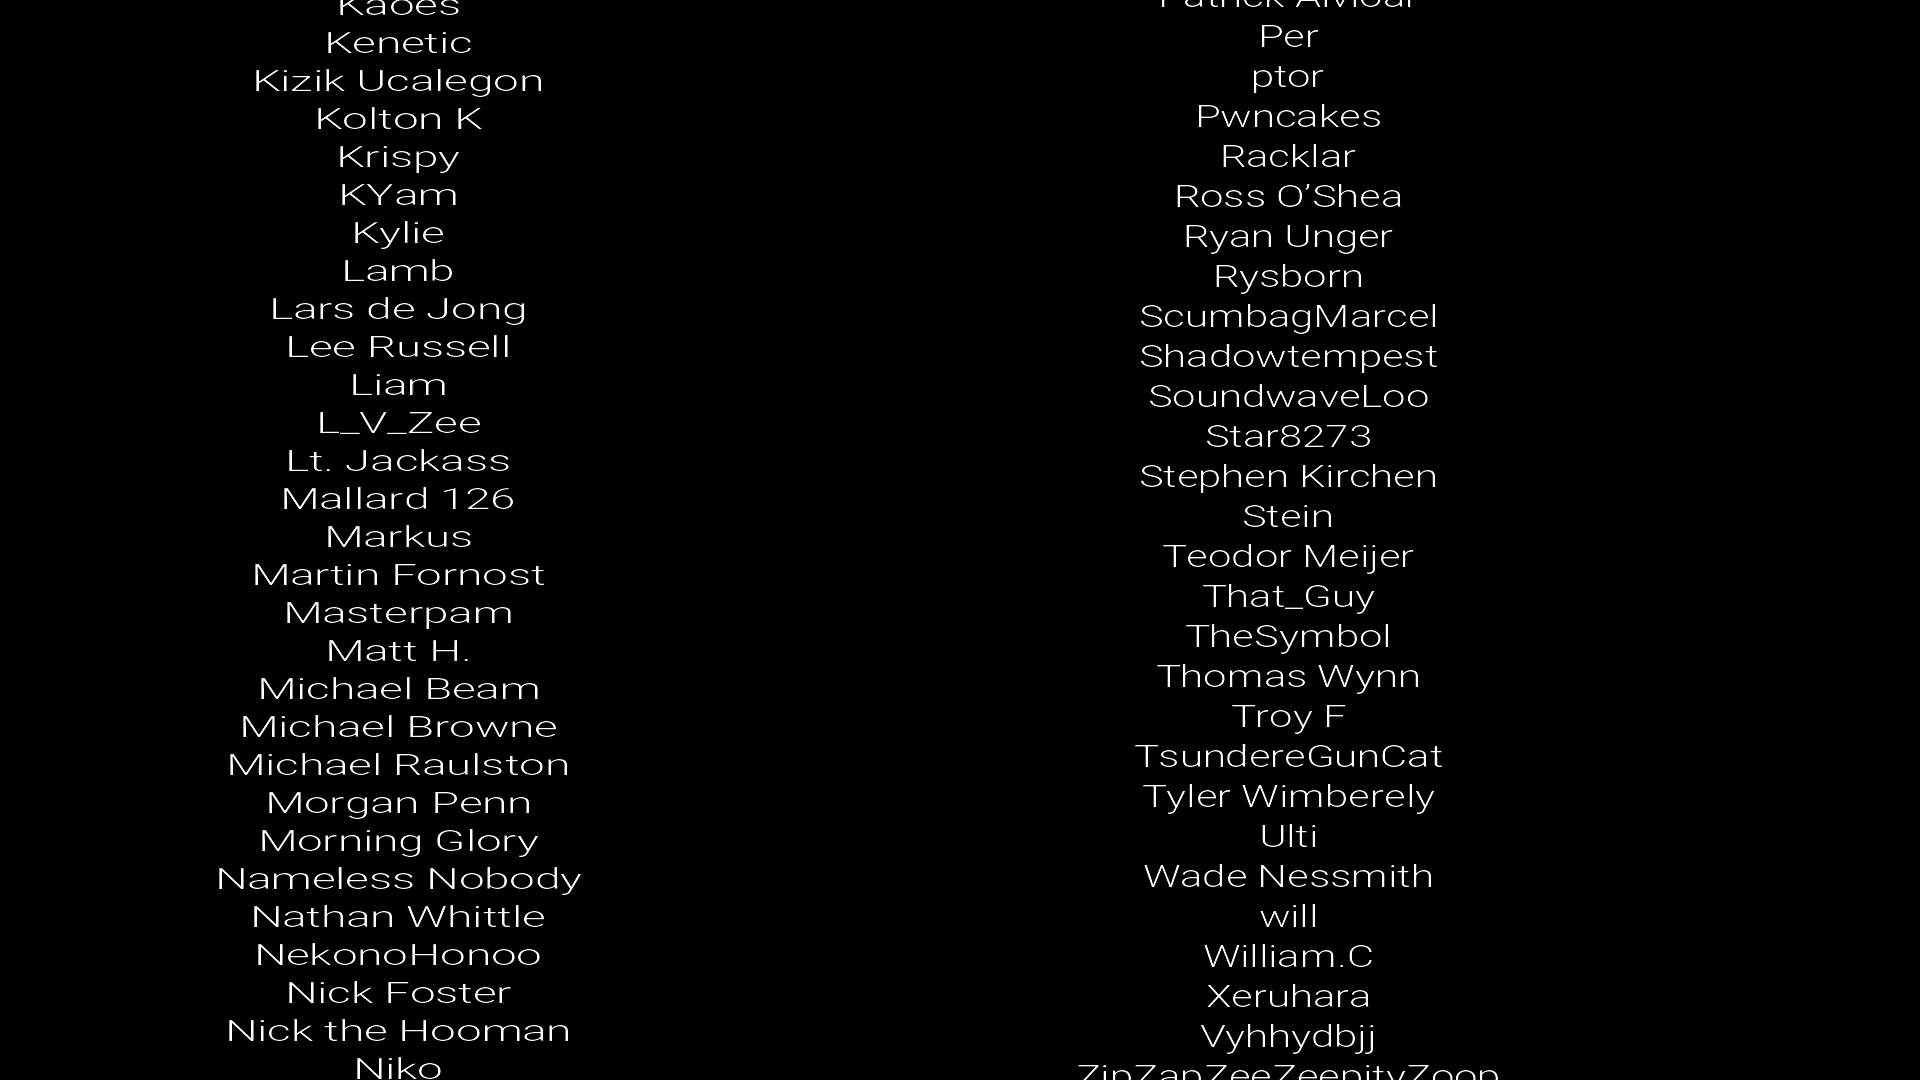 Kaoes
Kenetic
Kizik Ucalegon
Kolton K
Krispy
KYam
Kylie
Lamb
Lars de Jong
Lee Russell
Liam
L_V_Zee
Lt. Jackass
Mallard 126
Markus
Martin Fornost
Masterpam
Matt H.
Michael Beam
Michael Browne
Michael Raulston
Morgan Penn
Morning Glory
Nameless Nobody
Nathan Whittle
NekonoHonoo
Nick Foster
Nick the Hooman
Niko
Patrick
Per
ptor
Pwncakes
Racklar
Ross O’Shea
Ryan Unger
Rysborn
ScumbagMarcel
Shadowtempest
SoundwaveLoo
Star8273
Stephen Kirchen
Stein
Teodor Meijer
That_Guy
TheSymbol
Thomas Wynn
Troy F
TsundereGunCat
Tyler Wimberely
Ulti
Wade Nessmith
will
William.C
Xeruhara
Vyhhydbjj
ZipZapZeeZeepityZoop